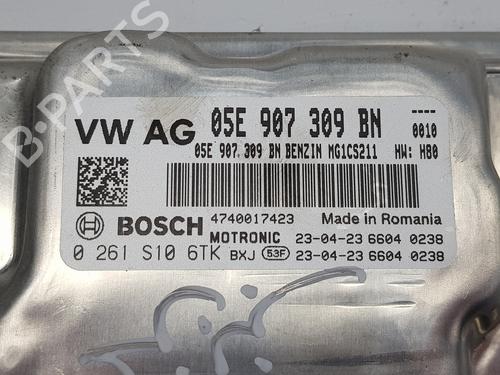 VW AG 05E 907 309 BN ---- 0010
05E 907 309 BN BENZIN MG1CS211 HW: H80
BOSCH 4740017423 Made in Romania
MOTRONIC 23-04-23 6604 0238
0 261 S10 6TK BXJ 53F 23-04-23 6604 0238